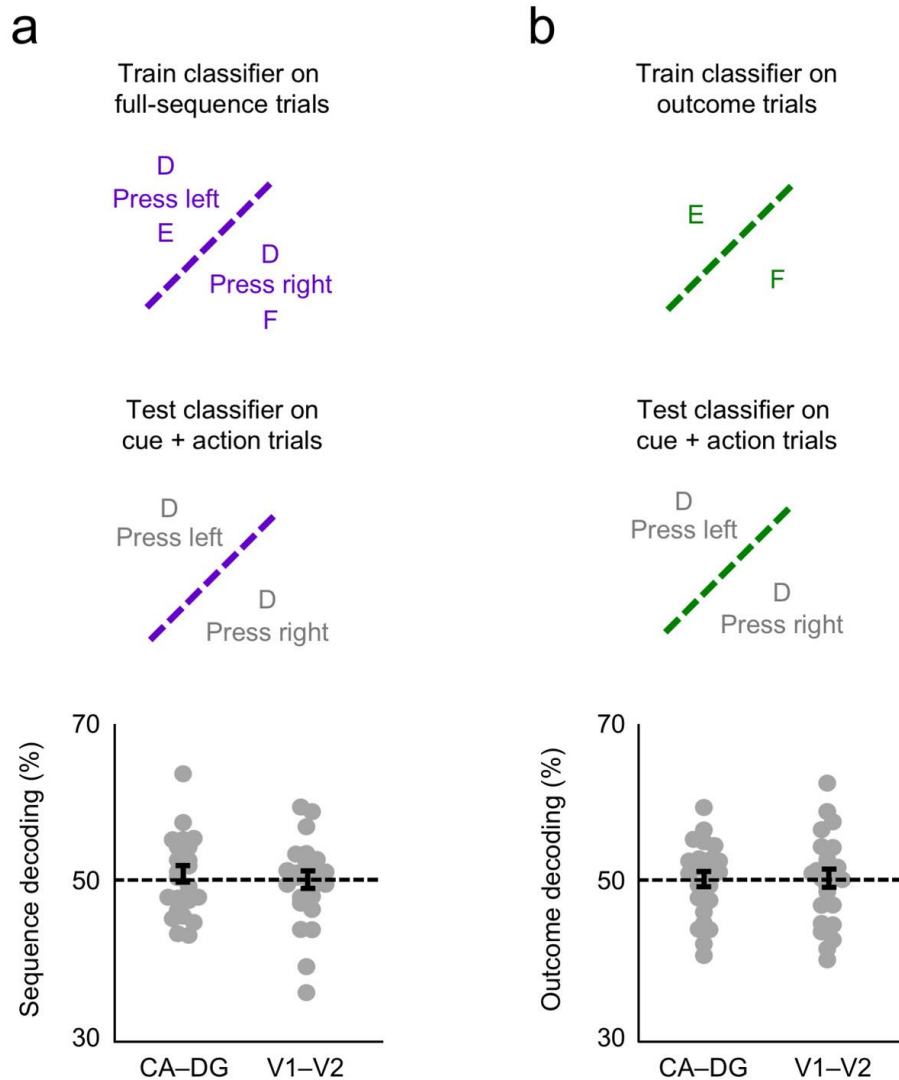 a
Train classifier on
full-sequence trials
D
Press left
E
D
Press right
F
Test classifier on
cue + action trials
D
Press left
D
Press right
Sequence decoding (%)
70
50
30
CA–DG
V1–V2
b
Train classifier on
outcome trials
E
F
Test classifier on
cue + action trials
D
Press left
D
Press right
Outcome decoding (%)
70
50
30
CA–DG
V1–V2